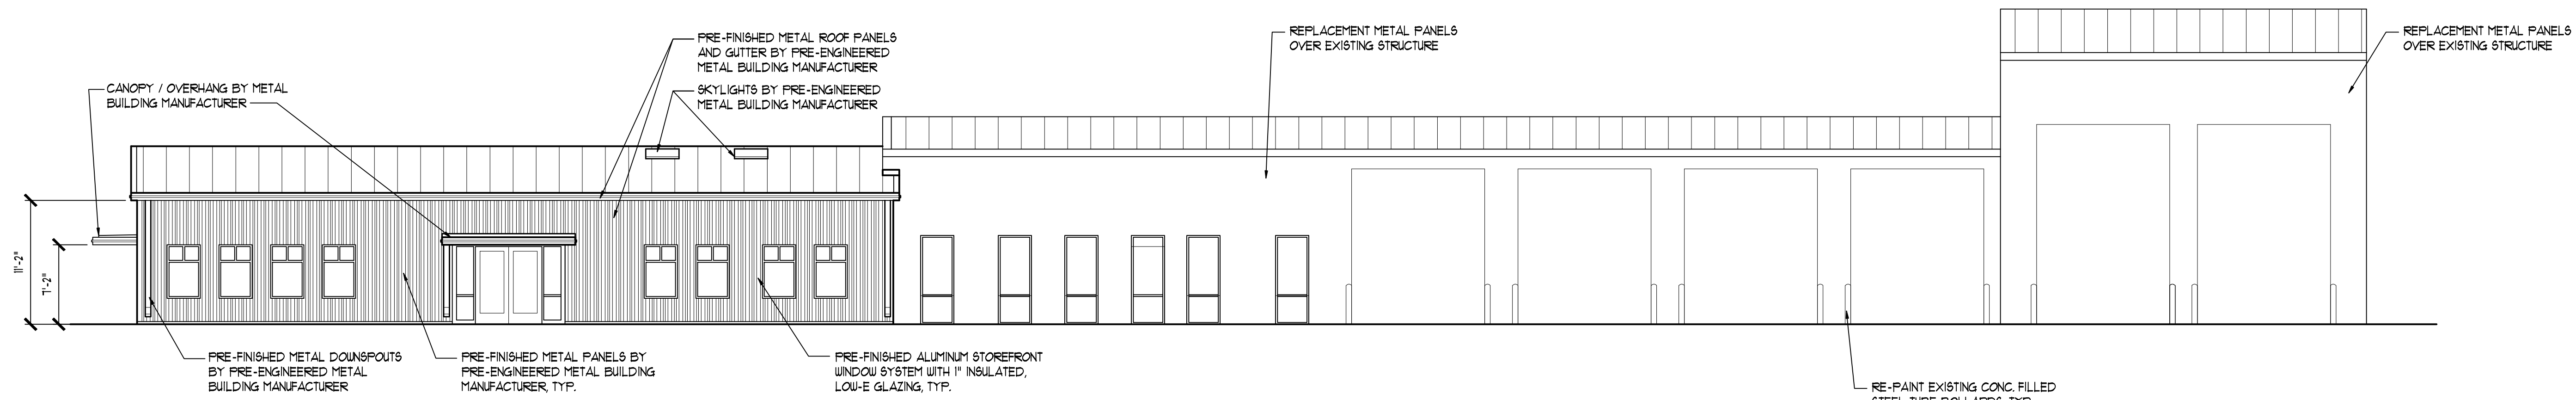 PRE-FINISHED METAL ROOF PANELS
AND GUTTER BY PRE-ENGINEERED
METAL BUILDING MANUFACTURER
REPLACEMENT METAL PANELS
OVER EXISTING STRUCTURE
REPLACEMENT METAL PANELS
OVER EXISTING STRUCTURE
CANOPY / OVERHANG BY METAL
BUILDING MANUFACTURER
SKYLIGHTS BY PRE-ENGINEERED
METAL BUILDING MANUFACTURER
11'-2"
7'-2"
PRE-FINISHED METAL DOWNSPOUTS
BY PRE-ENGINEERED METAL
BUILDING MANUFACTURER
PRE-FINISHED METAL PANELS BY
PRE-ENGINEERED METAL BUILDING
MANUFACTURER, TYP.
PRE-FINISHED ALUMINUM STOREFRONT
WINDOW SYSTEM WITH 1" INSULATED,
LOW-E GLAZING, TYP.
RE-PAINT EXISTING CONC. FILLED
STEEL TUBE BOLLARDS, TYP.